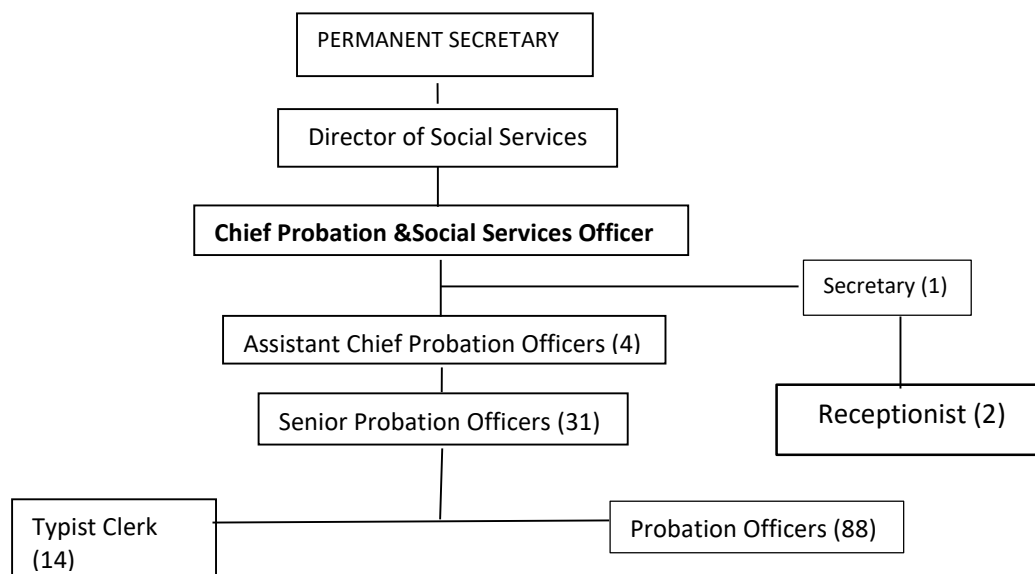 PERMANENT SECRETARY
Director of Social Services
Chief Probation &Social Services Officer
Secretary (1)
Assistant Chief Probation Officers (4)
Receptionist (2)
Senior Probation Officers (31)
Typist Clerk
(14)
Probation Officers (88)